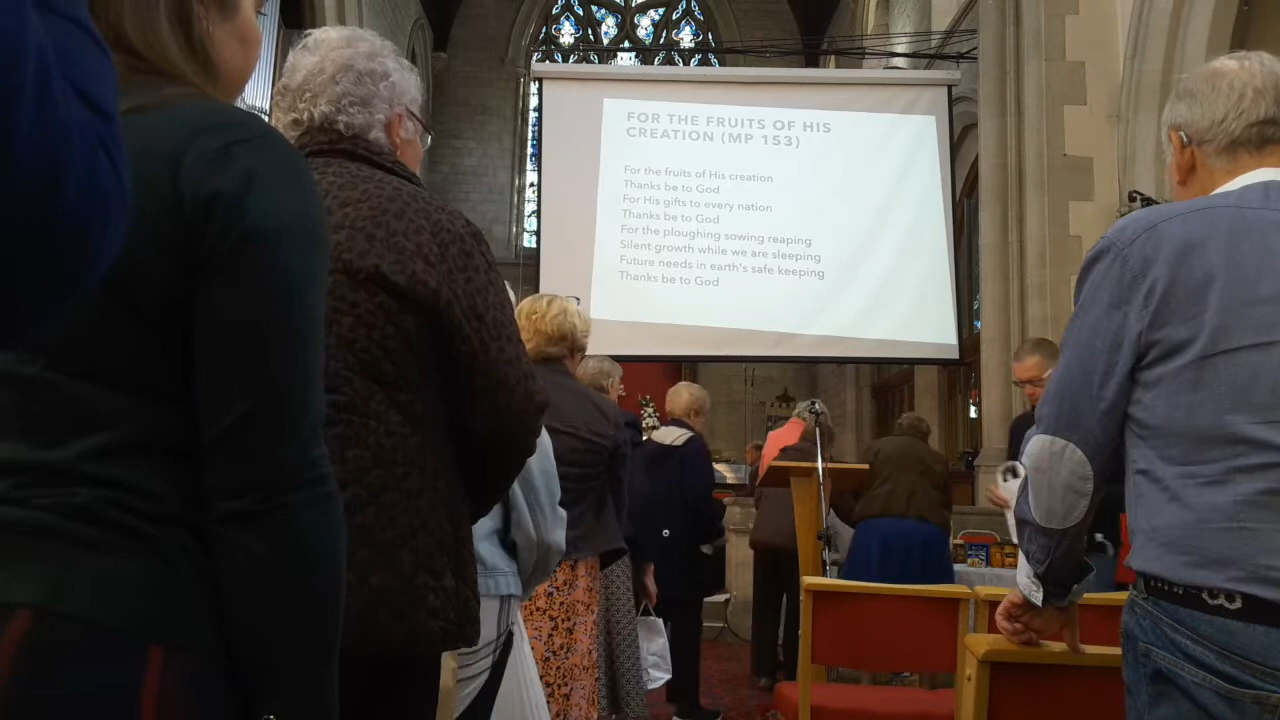 FOR THE FRUITS OF HIS
CREATION (MP 153)
For the fruits of His creation
Thanks be to God
For His gifts to every nation
Thanks be to God
For the ploughing sowing reaping
Silent growth while we are sleeping
Future needs in earth's safe keeping
Thanks be to God